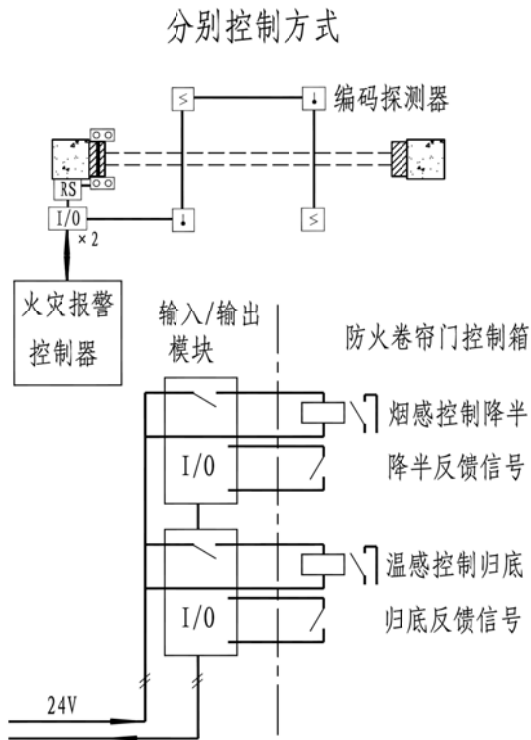 分别控制方式
编码探测器
RS
I/0
×2
火灾报警
控制器
输入/输出
模块
防火卷帘门控制箱
烟感控制降半
I/0
降半反馈信号
温感控制归底
I/0
归底反馈信号
24V